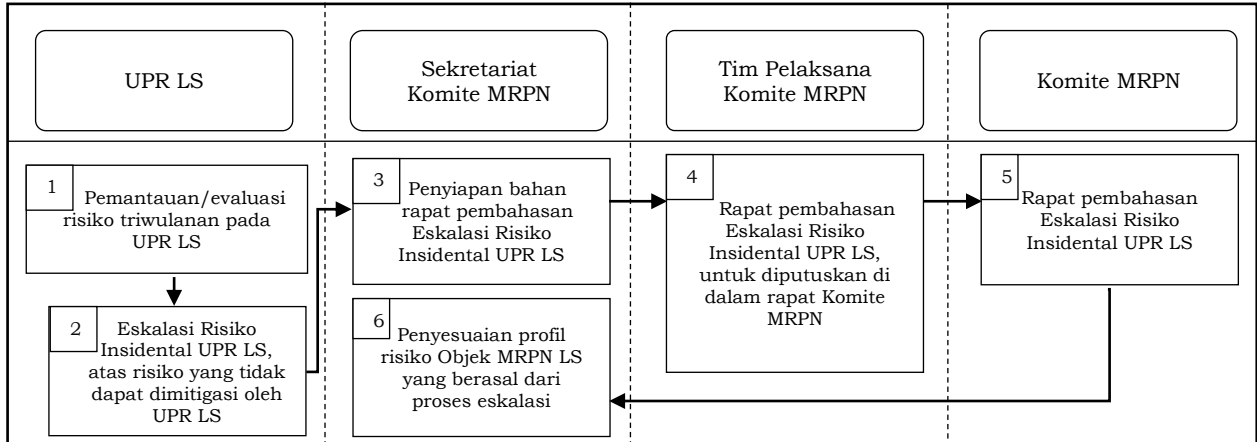 UPR LS
Sekretariat
Komite MRPN
Tim Pelaksana
Komite MRPN
Komite MRPN
1
Pemantauan/evaluasi
risiko triwulanan pada
UPR LS
2
Eskalasi Risiko
Insidental UPR LS,
atas risiko yang tidak
dapat dimitigasi oleh
UPR LS
3
Penyiapan bahan
rapat pembahasan
Eskalasi Risiko
Insidental UPR LS
4
Rapat pembahasan
Eskalasi Risiko
Insidental UPR LS,
untuk diputuskan di
dalam rapat Komite
MRPN
5
Rapat pembahasan
Eskalasi Risiko
Insidental UPR LS
6
Penyesuaian profil
risiko Objek MRPN LS
yang berasal dari
proses eskalasi